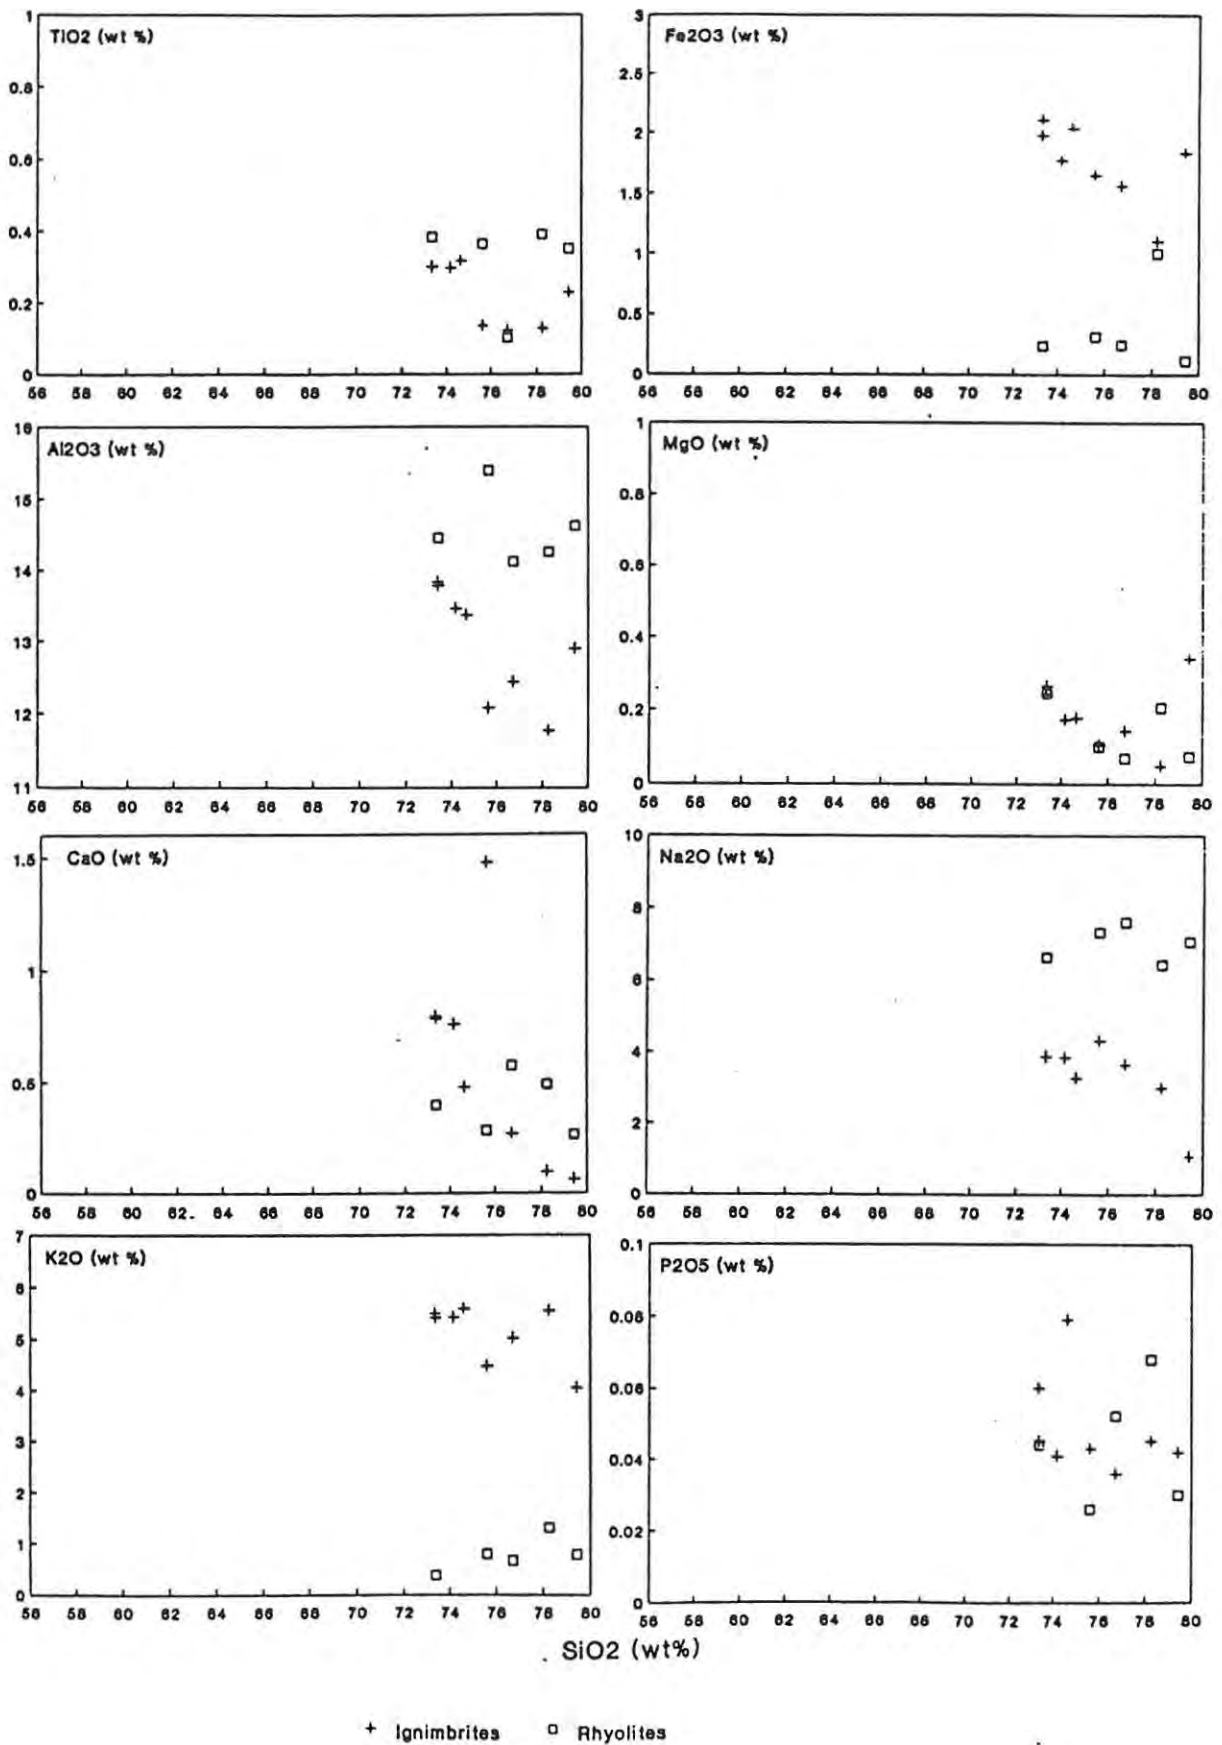 TiO2 (wt %)
1
0.8
0.6
0.4
0.2
0
56 58 60 62 64 66 68 70 72 74 76 78 80
Fe2O3 (wt %)
3
2.5
2
1.5
1
0.5
0
56 58 60 62 64 66 68 70 72 74 76 78 80
Al2O3 (wt %)
16
15
14
13
12
11
56 58 60 62 64 66 68 70 72 74 76 78 80
MgO (wt %)
1
0.8
0.6
0.4
0.2
0
56 58 60 62 64 66 68 70 72 74 76 78 80
CaO (wt %)
1.5
1
0.5
0
56 58 60 62 64 66 68 70 72 74 76 78 80
Na2O (wt %)
10
8
6
4
2
0
56 58 60 62 64 66 68 70 72 74 76 78 80
K2O (wt %)
7
6
5
4
3
2
1
0
56 58 60 62 64 66 68 70 72 74 76 78 80
P2O5 (wt %)
0.1
0.08
0.06
0.04
0.02
0
56 58 60 62 64 66 68 70 72 74 76 78 80
SiO2 (wt%)
+ Ignimbrites □ Rhyolites